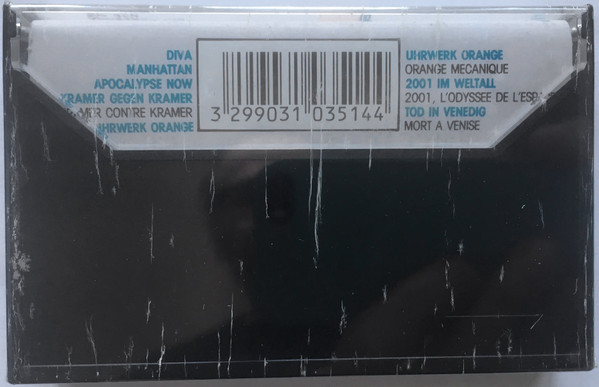 DIVA
MANHATTAN
APOCALYPSE NOW
KRAMER GEGEN KRAMER
CONTRE KRAMER
UHRWERK ORANGE
3 299031 035144
UHRWERK ORANGE
ORANGE MECANIQUE
2001 IM WELTALL
2001, L'ODYSSEE DE L'ESPA
TOD IN VENEDIG
MORT A VENISE